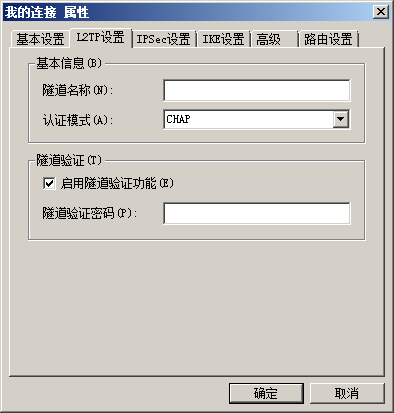 我的连接 属性
基本设置 L2TP设置 IPSec设置 IKE设置 高级 路由设置
基本信息(B)
隧道名称(N):
认证模式(A): CHAP
隧道验证(T)
启用隧道验证功能(E)
隧道验证密码(P):
确定 取消